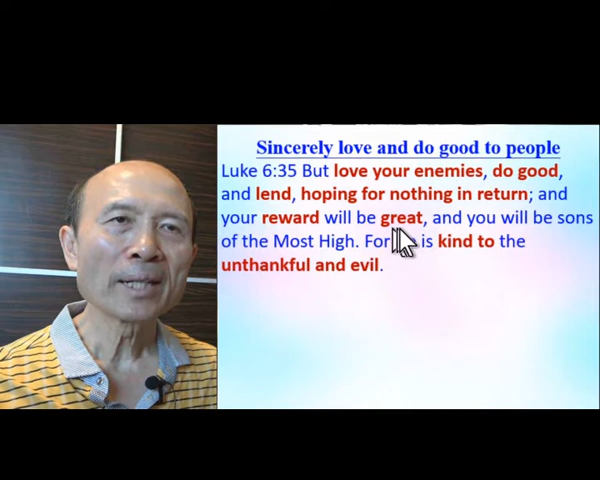 Sincerely love and do good to people
Luke 6:35 But love your enemies, do good,
and lend, hoping for nothing in return; and
your reward will be great, and you will be sons
of the Most High. For is kind to the
unthankful and evil.